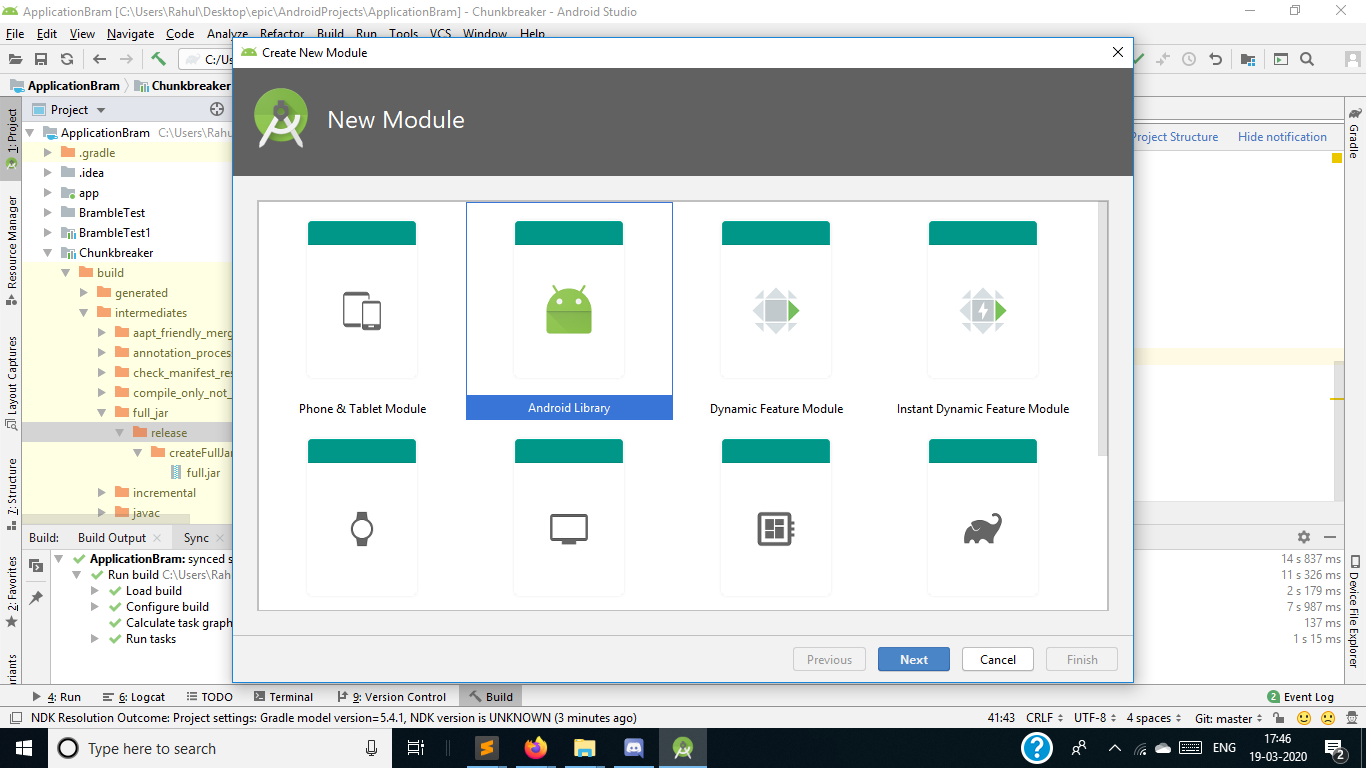 ApplicationBram [C:\Users\Rahul\Desktop\epic\AndroidProjects\ApplicationBram] - Chunkbreaker - Android Studio
File Edit View Navigate Code Analyze Refactor Build Run Tools VCS Window Help
Create New Module
C:/Us
ApplicationBram Chunkbreaker
New Module
Project
1: Project
Resource Manager
Layout Captures
7: Structure
2: Favorites
ApplicationBram C:\Users\Rahu
.gradle
.idea
app
BrambleTest
BrambleTest1
Chunkbreaker
build
generated
intermediates
aapt_friendly_merg
annotation_proces
check_manifest_res
compile_only_not_
full_jar
release
createFullJar
full.jar
incremental
javac
Project Structure Hide notification
Gradle
Phone & Tablet Module
Android Library
Dynamic Feature Module
Instant Dynamic Feature Module
Previous
Next
Cancel
Finish
Build: Build Output Sync
ApplicationBram: synced s
14 s 837 ms
Run build C:\Users\Rah
11 s 326 ms
Load build
2 s 179 ms
Configure build
7 s 987 ms
Calculate task graph
137 ms
Run tasks
1 s 15 ms
Device File Explorer
4: Run 6: Logcat TODO Terminal 9: Version Control Build
2 Event Log
NDK Resolution Outcome: Project settings: Gradle model version=5.4.1, NDK version is UNKNOWN (3 minutes ago)
41:43 CRLF UTF-8 4 spaces Git: master
Type here to search
ENG
17:46
19-03-2020
2